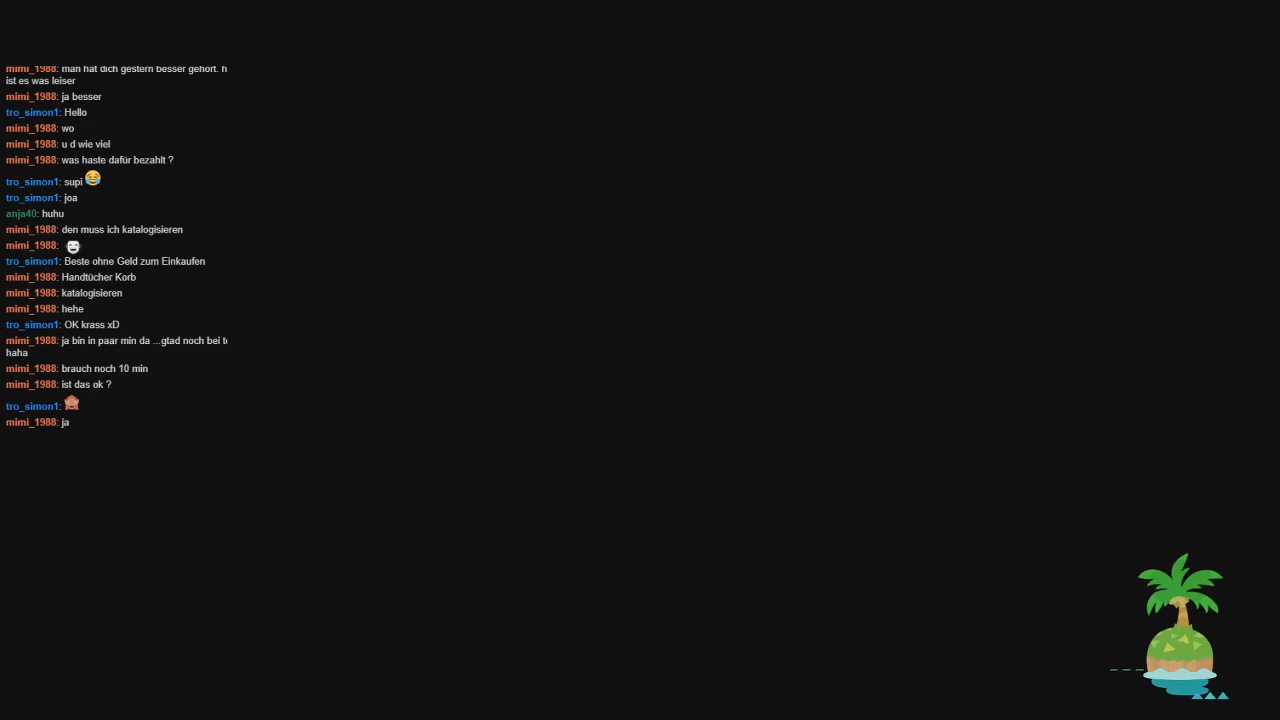 mimi_1988: man hat dich gestern besser gehört. h
ist es was leiser
mimi_1988: ja besser
tro_simon1: Hello
mimi_1988: wo
mimi_1988: u d wie viel
mimi_1988: was haste dafür bezahlt ?
tro_simon1: supi 😂
tro_simon1: joa
anja40: huhu
mimi_1988: den muss ich katalogisieren
mimi_1988:
tro_simon1: Beste ohne Geld zum Einkaufen
mimi_1988: Handtücher Korb
mimi_1988: katalogisieren
mimi_1988: hehe
tro_simon1: OK krass xD
mimi_1988: ja bin in paar min da ...gtad noch bei
haha
mimi_1988: brauch noch 10 min
mimi_1988: ist das ok ?
tro_simon1: 🙈
mimi_1988: ja